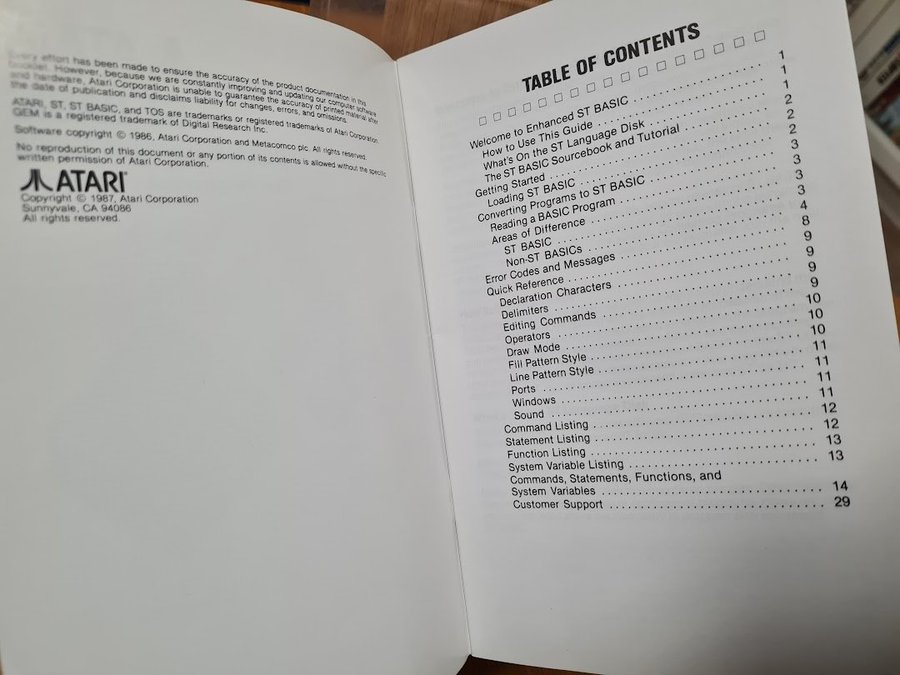 Every effort has been made to ensure the accuracy of the product documentation in this
booklet. However, because we are constantly improving and updating our computer software
and hardware, Atari Corporation is unable to guarantee the accuracy of printed material after
the date of publication and disclaims liability for changes, errors, and omissions.
ATARI, ST, ST BASIC, and TOS are trademarks or registered trademarks of Atari Corporation.
GEM is a registered trademark of Digital Research Inc.
Software copyright © 1986, Atari Corporation and Metacomco plc. All rights reserved.
No reproduction of this document or any portion of its contents is allowed without the specific
written permission of Atari Corporation.
ATARI
Copyright © 1987, Atari Corporation
Sunnyvale, CA 94086
All rights reserved.
TABLE OF CONTENTS
Welcome to Enhanced ST BASIC 1
How to Use This Guide 1
What's On the ST Language Disk 1
The ST BASIC Sourcebook and Tutorial 2
Getting Started 2
Loading ST BASIC 2
Converting Programs to ST BASIC 3
Reading a BASIC Program 3
Areas of Difference 3
ST BASIC 3
Non-ST BASICs 4
Error Codes and Messages 8
Quick Reference 9
Declaration Characters 9
Delimiters 9
Editing Commands 9
Operators 10
Draw Mode 10
Fill Pattern Style 10
Line Pattern Style 11
Ports 11
Windows 11
Sound 11
Command Listing 12
Statement Listing 12
Function Listing 13
System Variable Listing 13
Commands, Statements, Functions, and
System Variables 14
Customer Support 29